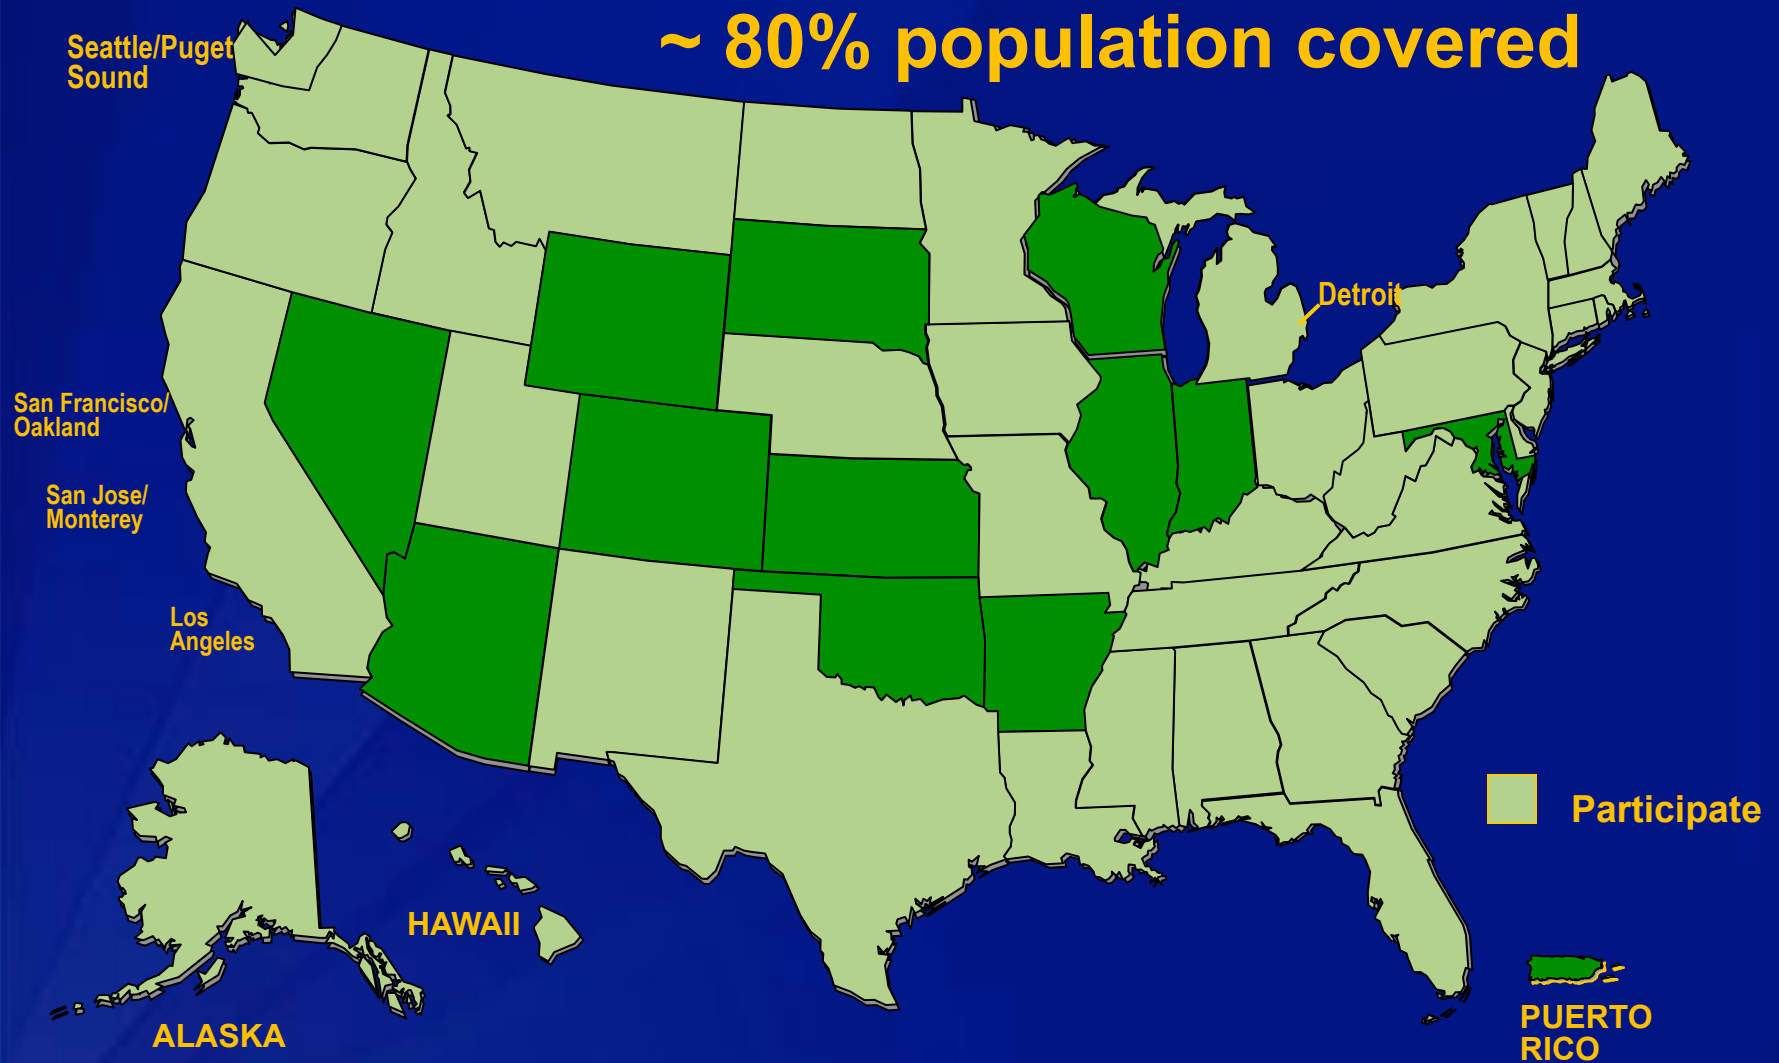 ~ 80% population covered
Seattle/Puget
Sound
Detroit
San Francisco/
Oakland
San Jose/
Monterey
Los
Angeles
Participate
HAWAII
ALASKA
PUERTO
RICO